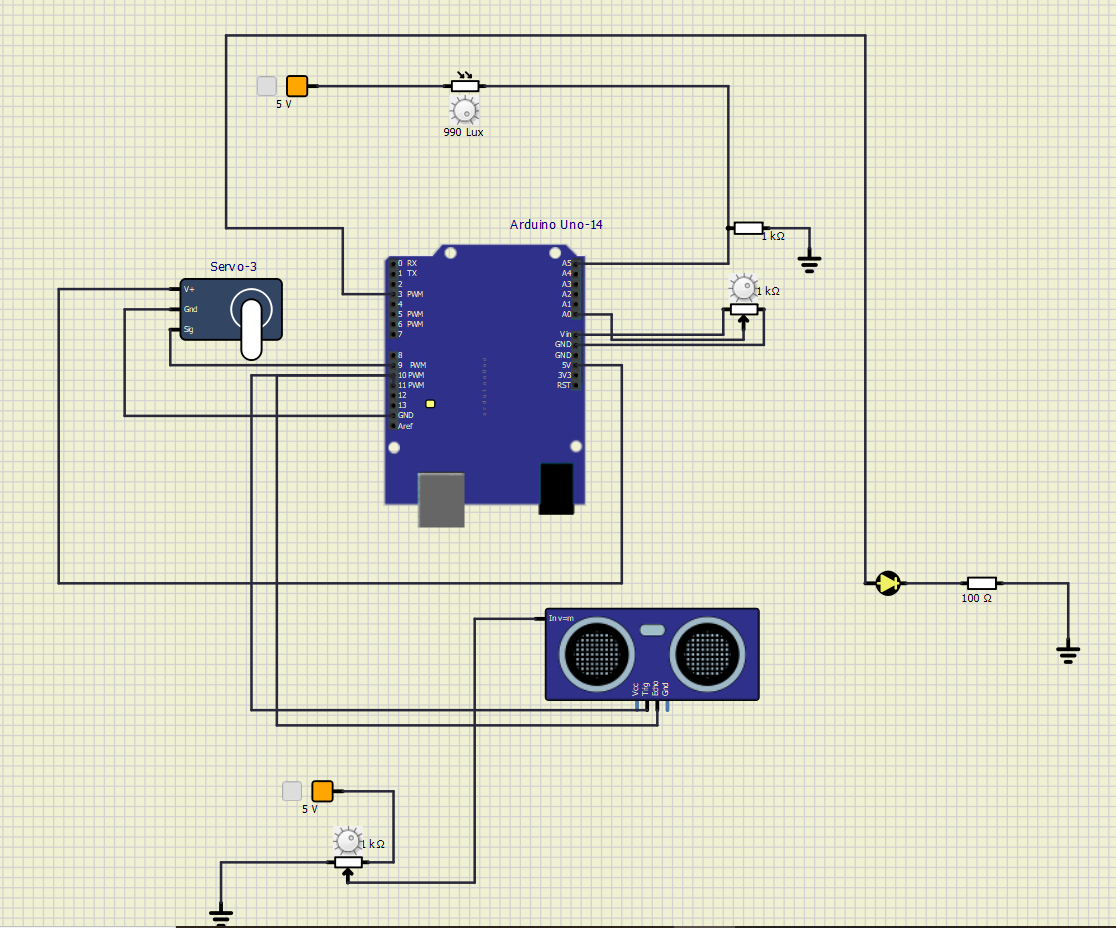 5 V
990 Lux
Arduino Uno-14
1 kΩ
Servo-3
V+
Gnd
Sig
1 kΩ
0 RX
1 TX
2
3 PWM
4
5 PWM
6 PWM
7
8
9 PWM
10 PWM
11 PWM
12
13
GND
Aref
A5
A4
A3
A2
A1
A0
Vin
GND
GND
5V
3V3
RST
arduino
100 Ω
In v=m
Vcc
Trig
Echo
Gnd
5 V
1 kΩ